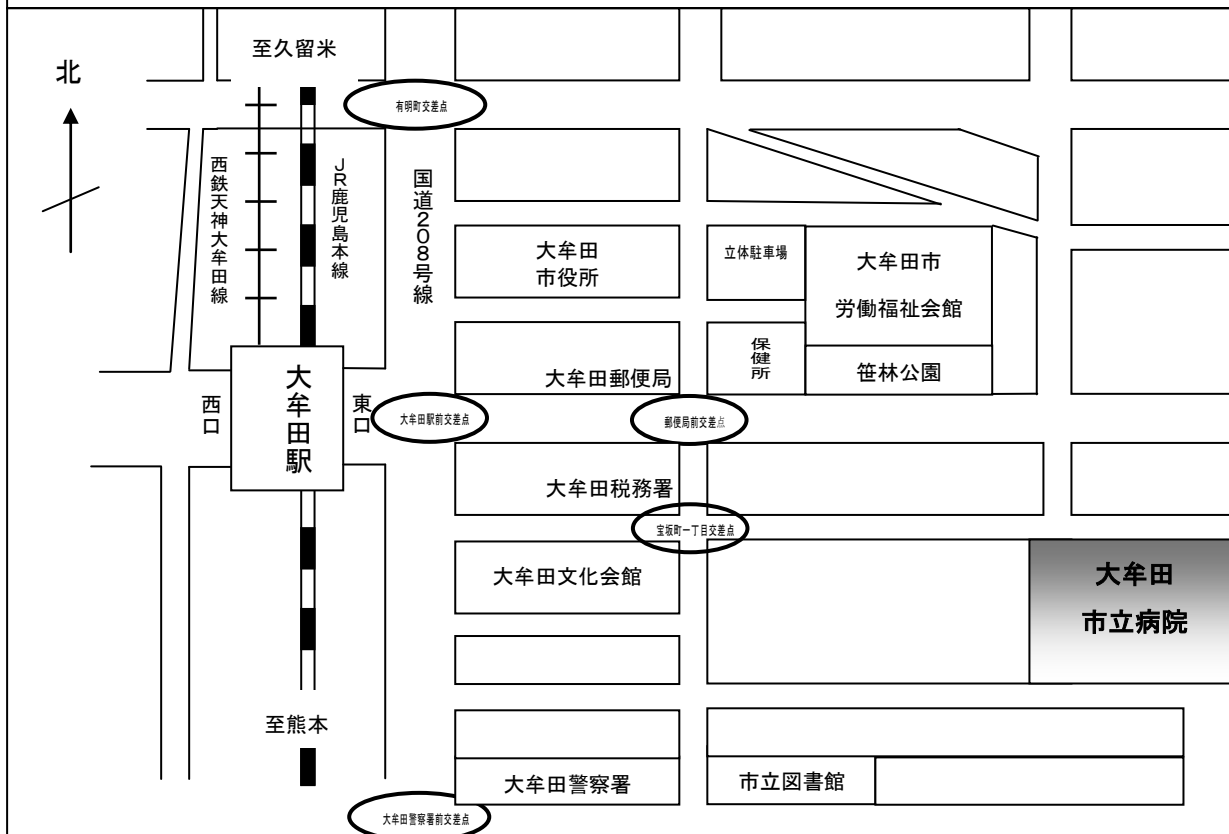 至久留米
北
有明町交差点
西鉄天神大牟田線
JR鹿児島本線
国道208号線
大牟田
市役所
立体駐車場
大牟田市
労働福祉会館
保健所
笹林公園
大牟田郵便局
西口
大牟田駅
東口
大牟田駅前交差点
郵便局前交差点
大牟田税務署
宝坂町一丁目交差点
大牟田文化会館
大牟田
市立病院
至熊本
大牟田警察署
市立図書館
大牟田警察署前交差点